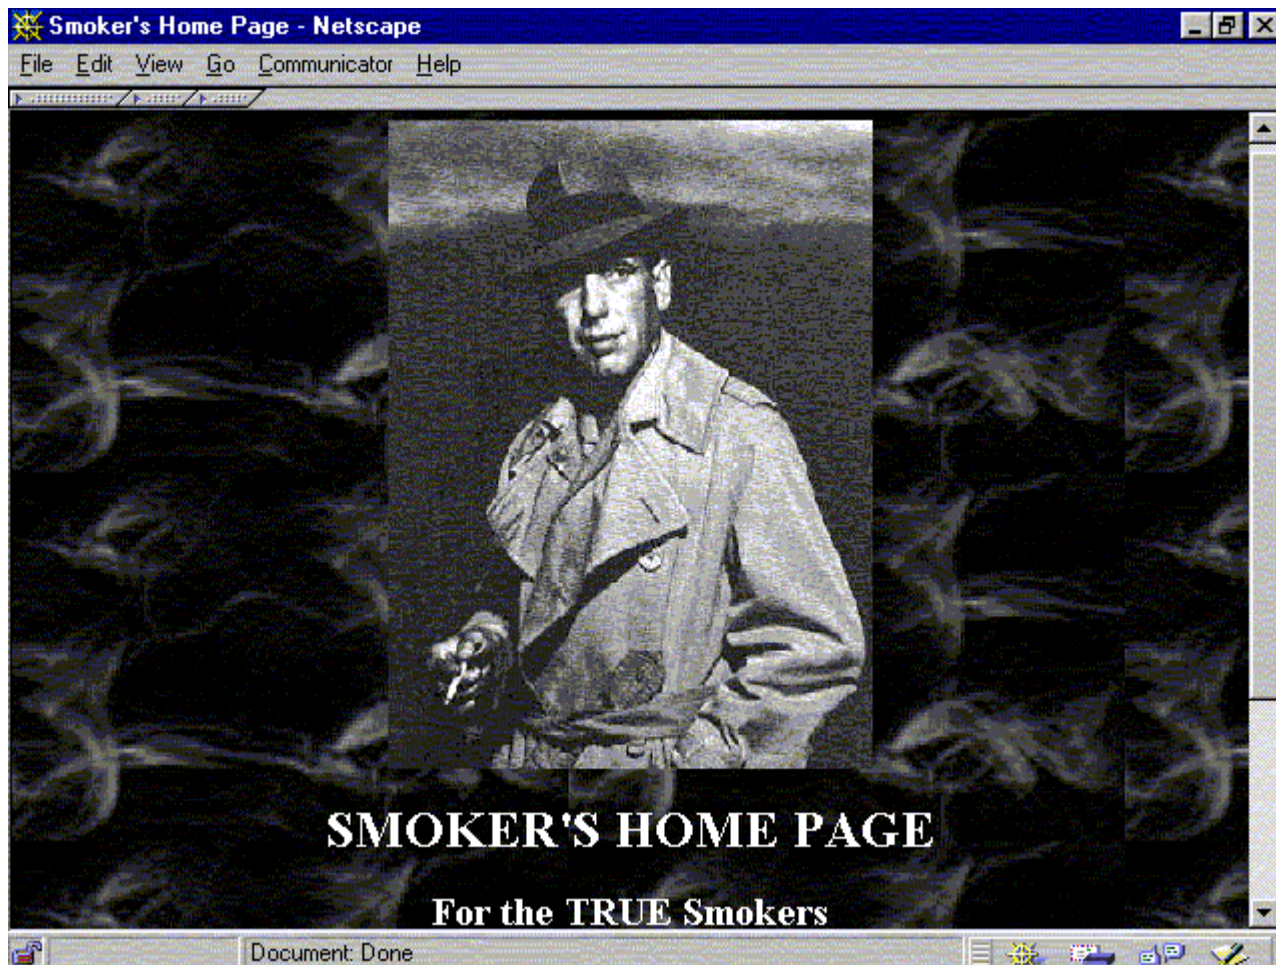 Smoker's Home Page - Netscape
File Edit View Go Communicator Help
SMOKER'S HOME PAGE
For the TRUE Smokers
Document: Done